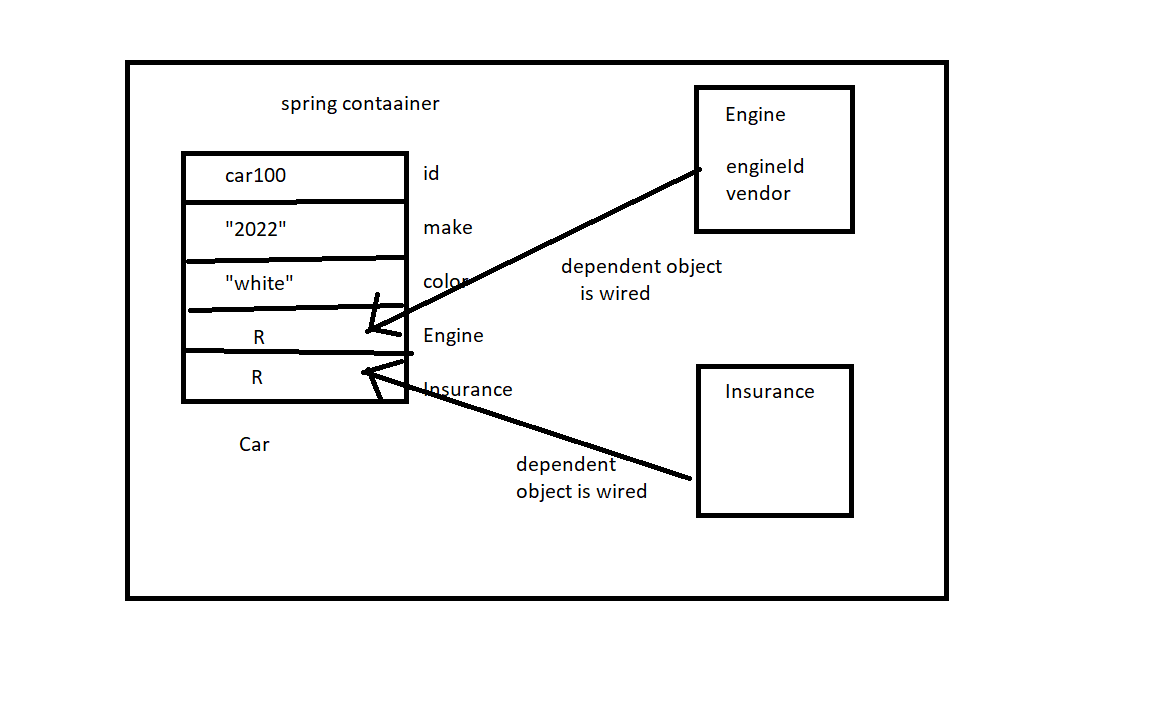 spring contaainer
car100
id
"2022"
make
"white"
color
R
Engine
R
Insurance
Car
Engine
engineId
vendor
dependent object
is wired
Insurance
dependent
object is wired